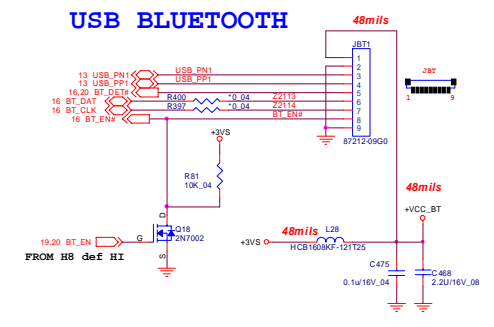 USB BLUETOOTH
48mils
JBT1
13 USB_PN1 USB_PN1 1
13 USB_PP1 USB_PP1 2
16,20 BT_DET# 3
16 BT_DAT R400 *0_04 Z2113 4
16 BT_CLK R397 *0_04 Z2114 5
16 BT_EN# BT_EN# 6
7
8
9
87212-09G0
JBT
1 9
+3VS
R81
10K_04
48mils
+VCC_BT
D
Q18
2N7002
G
S
19,20 BT_EN
FROM H8 def HI
48mils L28
+3VS
HCB1608KF-121T25
C475
0.1u/16V_04
C468
2.2U/16V_08